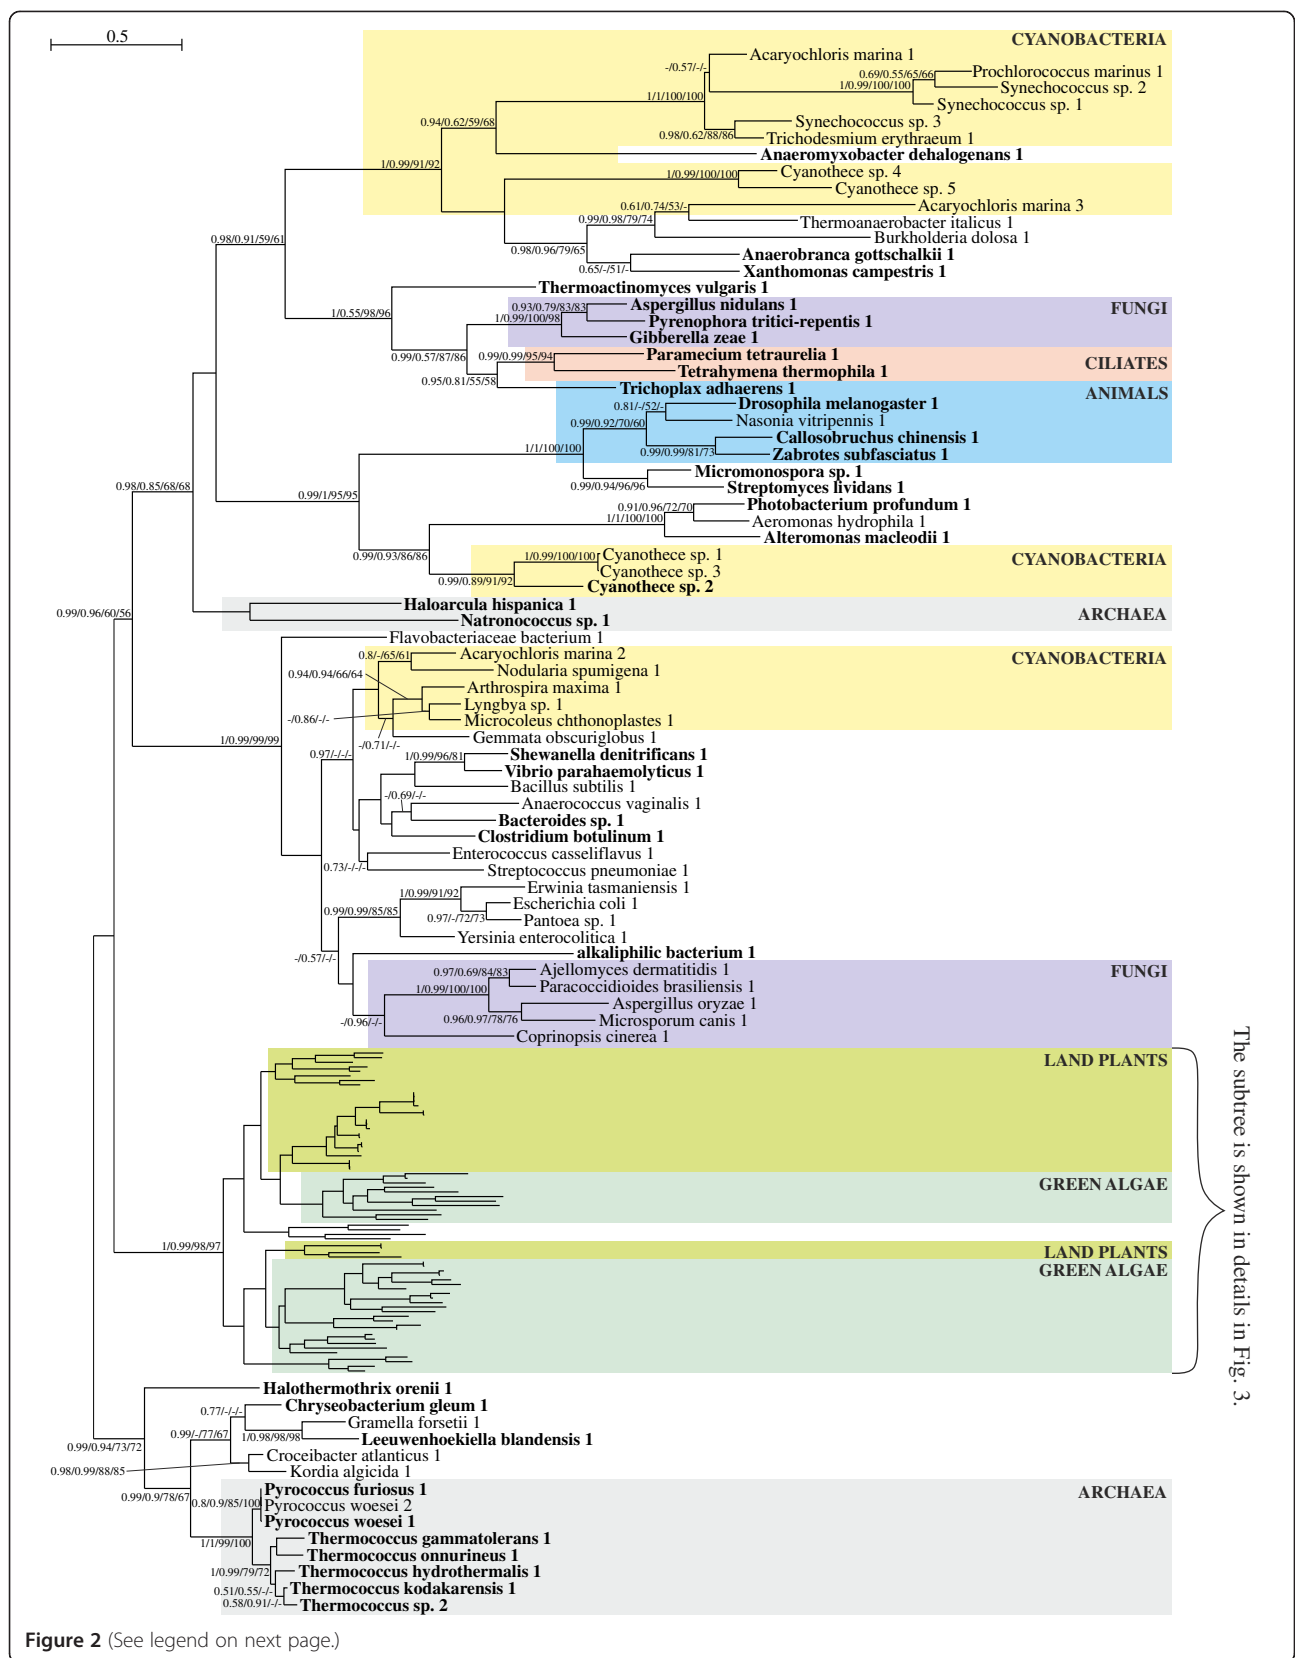 0.5
CYANOBACTERIA
Acaryochloris marina 1
-/0.57/-/-
0.69/0.55/65/66
Prochlorococcus marinus 1
1/0.99/100/100
Synechococcus sp. 2
1/1/100/100
Synechococcus sp. 1
0.94/0.62/59/68
Synechococcus sp. 3
0.98/0.62/88/86
Trichodesmium erythraeum 1
Anaeromyxobacter dehalogenans 1
1/0.99/91/92
1/0.99/100/100
Cyanothece sp. 4
Cyanothece sp. 5
0.61/0.74/53/-
Acaryochloris marina 3
0.99/0.98/79/74
Thermoanaerobacter italicus 1
0.98/0.91/59/61
Burkholderia dolosa 1
0.98/0.96/79/65
Anaerobranca gottschalkii 1
0.65/-/51/-
Xanthomonas campestris 1
Thermoactinomyces vulgaris 1
0.93/0.79/83/83
Aspergillus nidulans 1
FUNGI
1/0.55/98/96
1/0.99/100/98
Pyrenophora tritici-repentis 1
Gibberella zeae 1
0.99/0.57/87/86
0.99/0.99/95/94
Paramecium tetraurelia 1
CILIATES
Tetrahymena thermophila 1
0.95/0.81/55/58
Trichoplax adhaerens 1
ANIMALS
0.81/-/52/-
Drosophila melanogaster 1
0.99/0.92/70/60
Nasonia vitripennis 1
Callosobruchus chinensis 1
1/1/100/100
0.99/0.99/81/73
Zabrotes subfasciatus 1
Micromonospora sp. 1
0.98/0.85/68/68
0.99/0.94/96/96
Streptomyces lividans 1
0.99/1/95/95
0.91/0.96/72/70
Photobacterium profundum 1
1/1/100/100
Aeromonas hydrophila 1
Alteromonas macleodii 1
0.99/0.93/86/86
1/0.99/100/100
Cyanothece sp. 1
CYANOBACTERIA
Cyanothece sp. 3
0.99/0.89/91/92
Cyanothece sp. 2
0.99/0.96/60/56
Haloarcula hispanica 1
ARCHAEA
Natronococcus sp. 1
Flavobacteriaceae bacterium 1
0.8/-/65/61
Acaryochloris marina 2
CYANOBACTERIA
0.94/0.94/66/64
Nodularia spumigena 1
Arthrospira maxima 1
Lyngbya sp. 1
-/0.86/-/-
Microcoleus chthonoplastes 1
1/0.99/99/99
-/0.71/-/-
Gemmata obscuriglobus 1
0.97/-/-/-
1/0.99/96/81
Shewanella denitrificans 1
Vibrio parahaemolyticus 1
Bacillus subtilis 1
-/0.69/-/-
Anaerococcus vaginalis 1
Bacteroides sp. 1
Clostridium botulinum 1
Enterococcus casseliflavus 1
0.73/-/-/-
Streptococcus pneumoniae 1
1/0.99/91/92
Erwinia tasmaniensis 1
0.99/0.99/85/85
Escherichia coli 1
0.97/-/72/73
Pantoea sp. 1
Yersinia enterocolitica 1
-/0.57/-/-
alkaliphilic bacterium 1
0.97/0.69/84/83
Ajellomyces dermatitidis 1
FUNGI
1/0.99/100/100
Paracoccidioides brasiliensis 1
Aspergillus oryzae 1
-/0.96/-/-
0.96/0.97/78/76
Microsporum canis 1
Coprinopsis cinerea 1
LAND PLANTS
The subtree is shown in details in Fig. 3.
GREEN ALGAE
1/0.99/98/97
LAND PLANTS
GREEN ALGAE
Halothermothrix orenii 1
0.77/-/-/-
Chryseobacterium gleum 1
Gramella forsetii 1
0.99/-/77/67
1/0.98/98/98
Leeuwenhoekiella blandensis 1
0.99/0.94/73/72
Croceibacter atlanticus 1
0.98/0.99/88/85
Kordia algicida 1
0.99/0.9/78/67
Pyrococcus furiosus 1
ARCHAEA
0.8/0.9/85/100
Pyrococcus woesei 2
Pyrococcus woesei 1
1/1/99/100
Thermococcus gammatolerans 1
Thermococcus onnurineus 1
1/0.99/79/72
Thermococcus hydrothermalis 1
0.51/0.55/-/-
Thermococcus kodakarensis 1
0.58/0.91/-/-
Thermococcus sp. 2
Figure 2 (See legend on next page.)